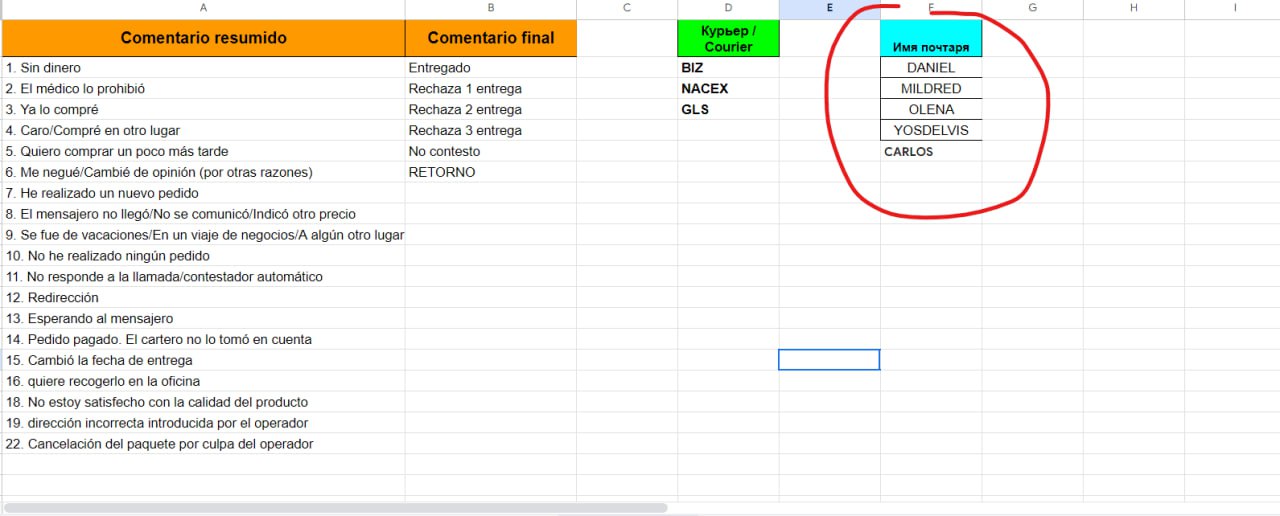 A B C D E F G H I
Comentario resumido Comentario final Курьер / Courier Имя почтаря
1. Sin dinero Entregado BIZ DANIEL
2. El médico lo prohibió Rechaza 1 entrega NACEX MILDRED
3. Ya lo compré Rechaza 2 entrega GLS OLENA
4. Caro/Compré en otro lugar Rechaza 3 entrega YOSDELVIS
5. Quiero comprar un poco más tarde No contesto CARLOS
6. Me negué/Cambié de opinión (por otras razones) RETORNO
7. He realizado un nuevo pedido
8. El mensajero no llegó/No se comunicó/Indicó otro precio
9. Se fue de vacaciones/En un viaje de negocios/A algún otro lugar
10. No he realizado ningún pedido
11. No responde a la llamada/contestador automático
12. Redirección
13. Esperando al mensajero
14. Pedido pagado. El cartero no lo tomó en cuenta
15. Cambió la fecha de entrega
16. quiere recogerlo en la oficina
18. No estoy satisfecho con la calidad del producto
19. dirección incorrecta introducida por el operador
22. Cancelación del paquete por culpa del operador